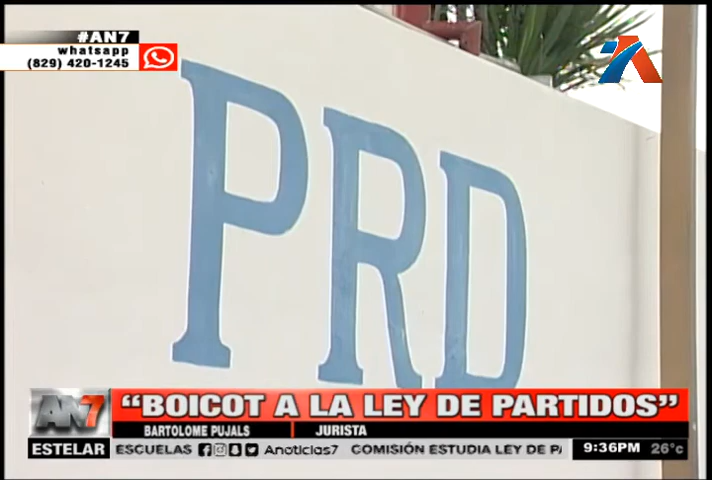 #AN7
whatsapp
(829) 420-1245
PRD
AN7
ESTELAR
“BOICOT A LA LEY DE PARTIDOS”
BARTOLOME PUJALS JURISTA
ESCUELAS Anoticias7 COMISIÓN ESTUDIA LEY DE
9:36PM 26°c